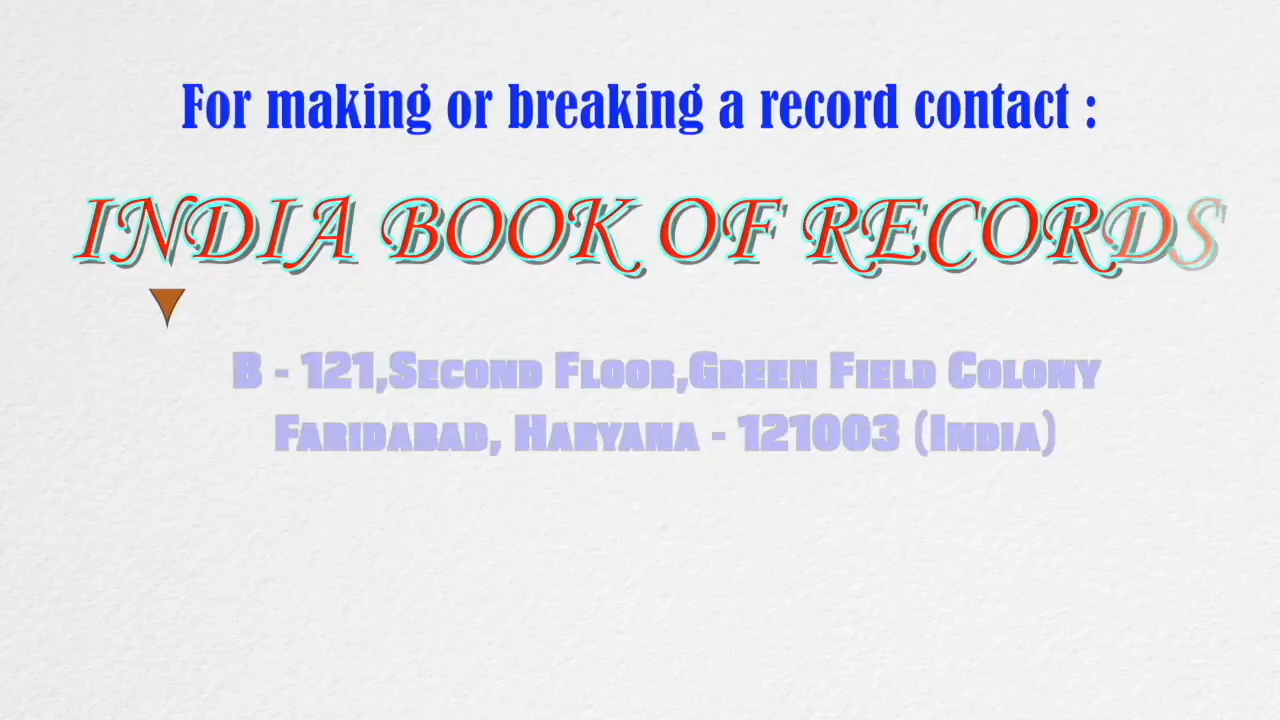 For making or breaking a record contact :
INDIA BOOK OF RECORDS
B - 121,Second Floor,Green Field Colony
Faridabad, Haryana - 121003 (India)